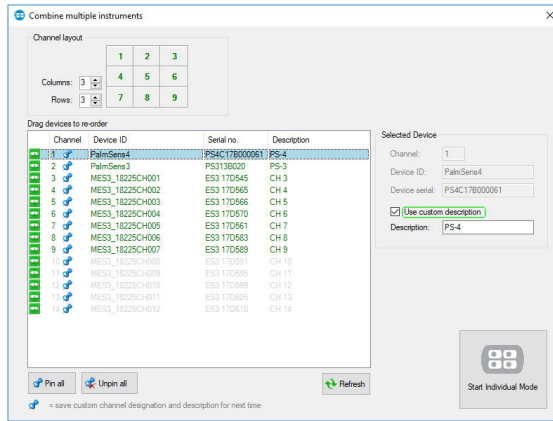 Combine multiple instruments
Channel layout
1 2 3
4 5 6
7 8 9
Columns: 3
Rows: 3
Drag devices to re-order
Channel Device ID Serial no. Description
1 PalmSens4 PS4C17B000061 PS-4
2 PalmSens3 PS313B020 PS-3
3 MES3_18225CH001 ES3 17D545 CH 3
4 MES3_18225CH002 ES3 17D565 CH 4
5 MES3_18225CH003 ES3 17D566 CH 5
6 MES3_18225CH004 ES3 17D570 CH 6
7 MES3_18225CH005 ES3 17D561 CH 7
8 MES3_18225CH006 ES3 17D583 CH 8
9 MES3_18225CH007 ES3 17D589 CH 9
10 MES3_18225CH008 ES3 17D591 CH 10
11 MES3_18225CH009 ES3 17D595 CH 11
12 MES3_18225CH010 ES3 17D599 CH 12
13 MES3_18225CH011 ES3 17D605 CH 13
14 MES3_18225CH012 ES3 17D610 CH 14
Selected Device
Channel: 1
Device ID: PalmSens4
Device serial: PS4C17B000061
Use custom description
Description: PS-4
Pin all Unpin all Refresh
Start Individual Mode
= save custom channel designation and description for next time